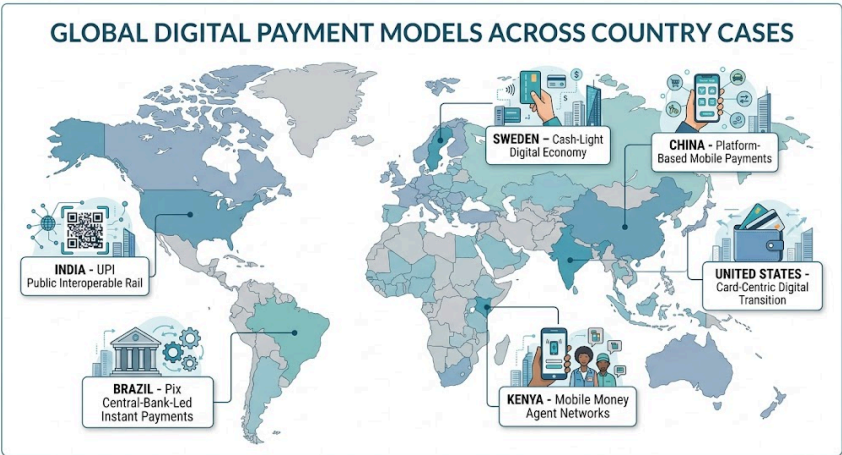 GLOBAL DIGITAL PAYMENT MODELS ACROSS COUNTRY CASES
SWEDEN – Cash-Light
Digital Economy
CHINA - Platform-
Based Mobile Payments
INDIA - UPI
Public Interoperable Rail
UNITED STATES -
Card-Centric Digital
Transition
BRAZIL - Pix
Central-Bank-Led
Instant Payments
KENYA - Mobile Money
Agent Networks